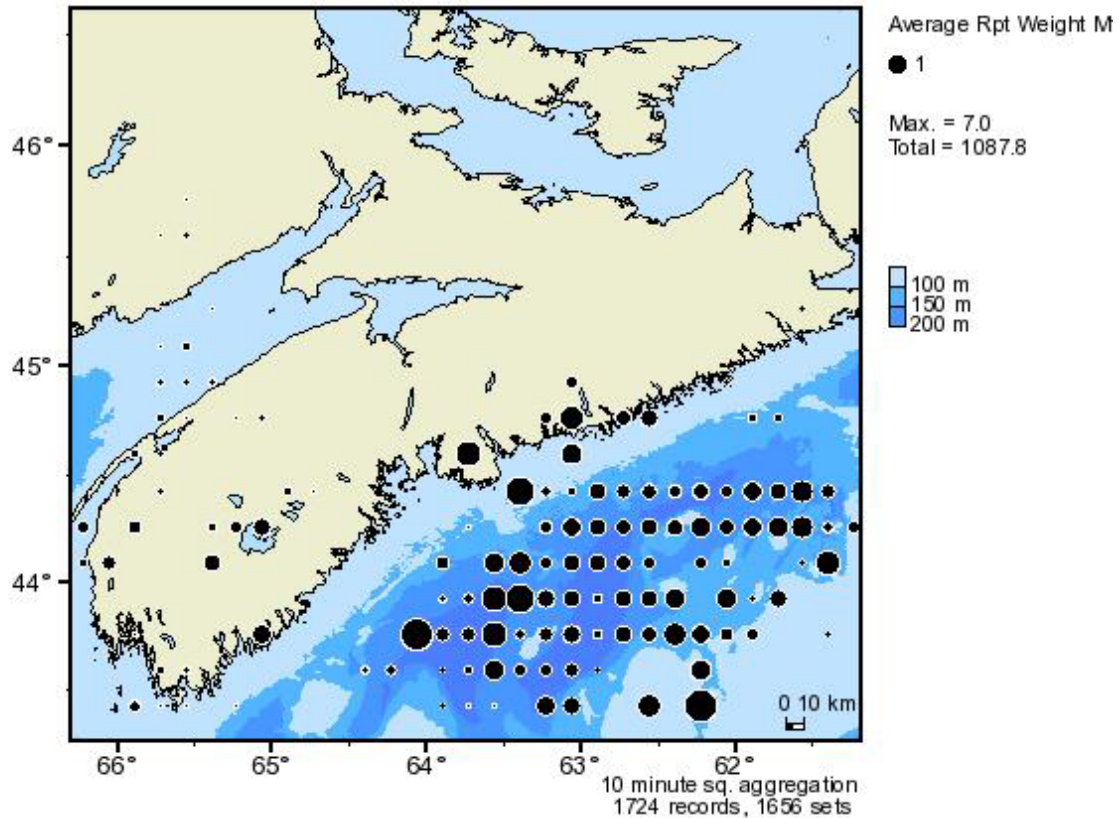 Average Rpt Weight M
1
Max. = 7.0
Total = 1087.8
46°
100 m
150 m
200 m
45°
44°
0 10 km
66° 65° 64° 63° 62°
10 minute sq. aggregation
1724 records, 1656 sets